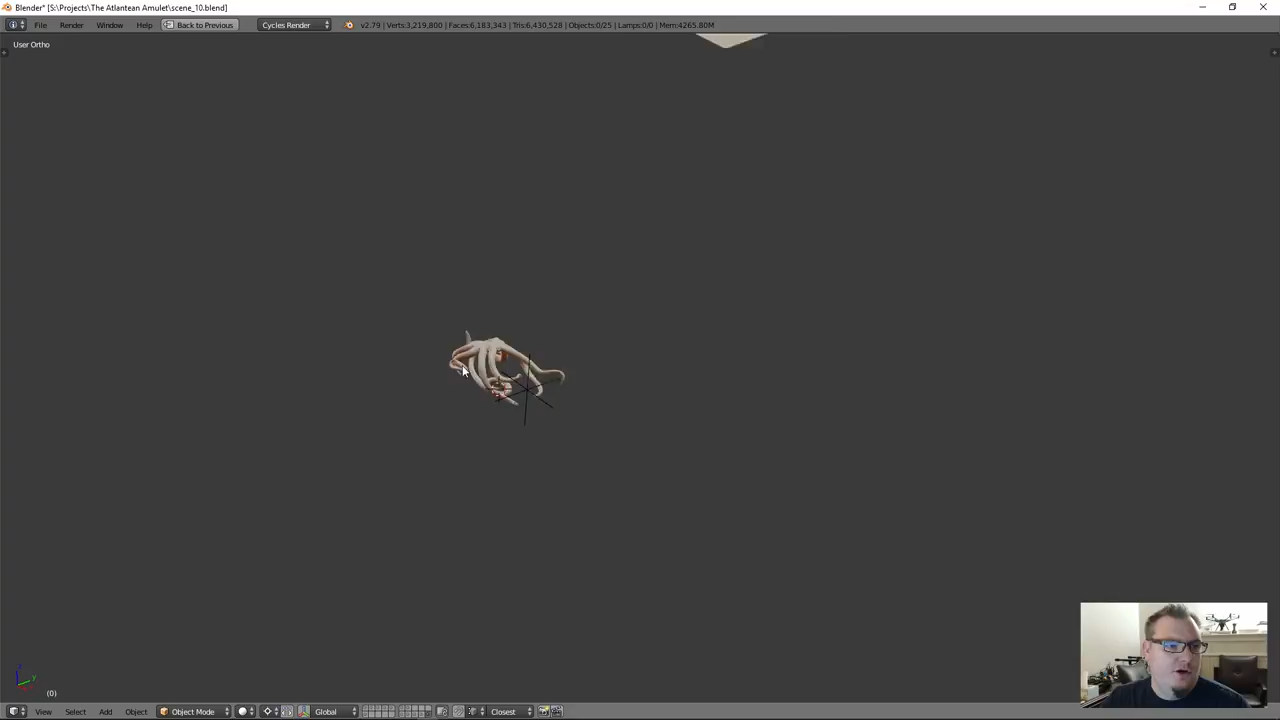 Blender* [S:\Projects\The Atlantean Amulet\scene_10.blend]
File Render Window Help Back to Previous Cycles Render v2.79 | Verts:3,219,800 | Faces:6,183,343 | Tris:6,430,528 | Objects:0/25 | Lamps:0/0 | Mem:4265.80M
User Ortho
(0)
View Select Add Object Object Mode Global Closest